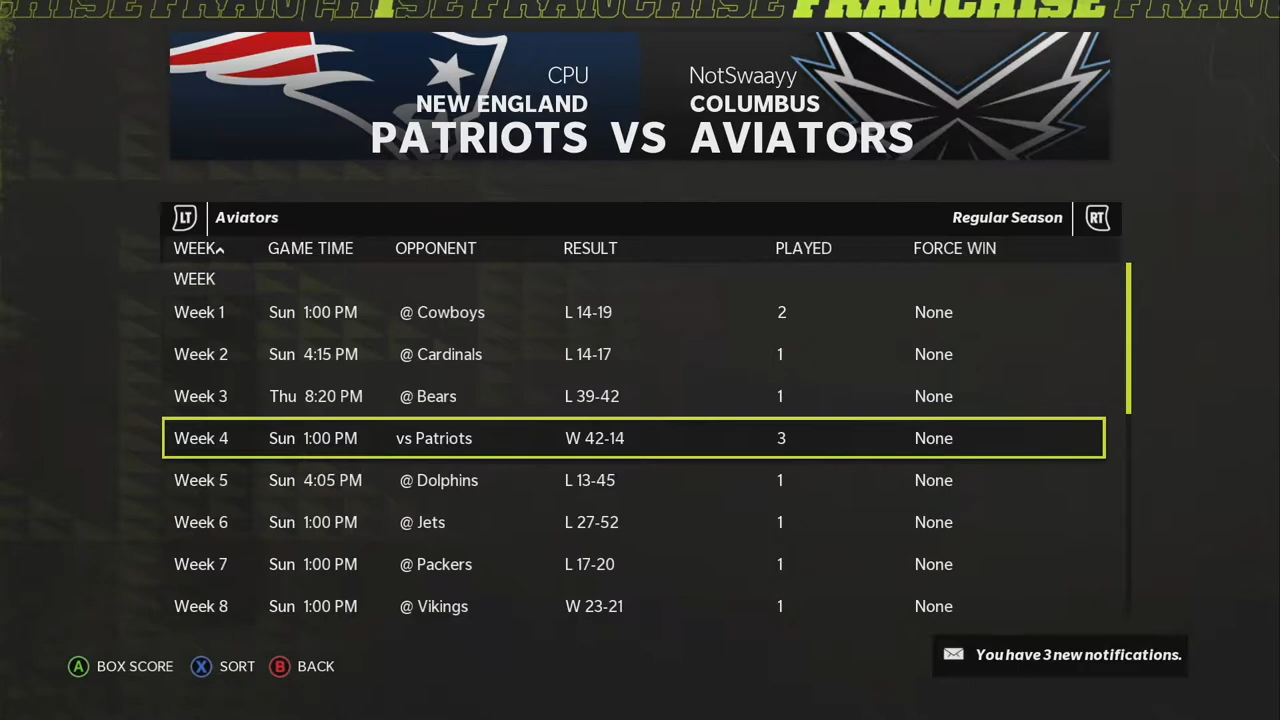 FRANCHISE FRANCHISE FRANCHISE FRANCHISE
CPU
NEW ENGLAND
PATRIOTS
VS
NotSwaayy
COLUMBUS
AVIATORS
LT Aviators Regular Season RT
WEEK GAME TIME OPPONENT RESULT PLAYED FORCE WIN
WEEK
Week 1 Sun 1:00 PM @ Cowboys L 14-19 2 None
Week 2 Sun 4:15 PM @ Cardinals L 14-17 1 None
Week 3 Thu 8:20 PM @ Bears L 39-42 1 None
Week 4 Sun 1:00 PM vs Patriots W 42-14 3 None
Week 5 Sun 4:05 PM @ Dolphins L 13-45 1 None
Week 6 Sun 1:00 PM @ Jets L 27-52 1 None
Week 7 Sun 1:00 PM @ Packers L 17-20 1 None
Week 8 Sun 1:00 PM @ Vikings W 23-21 1 None
A BOX SCORE X SORT B BACK
You have 3 new notifications.